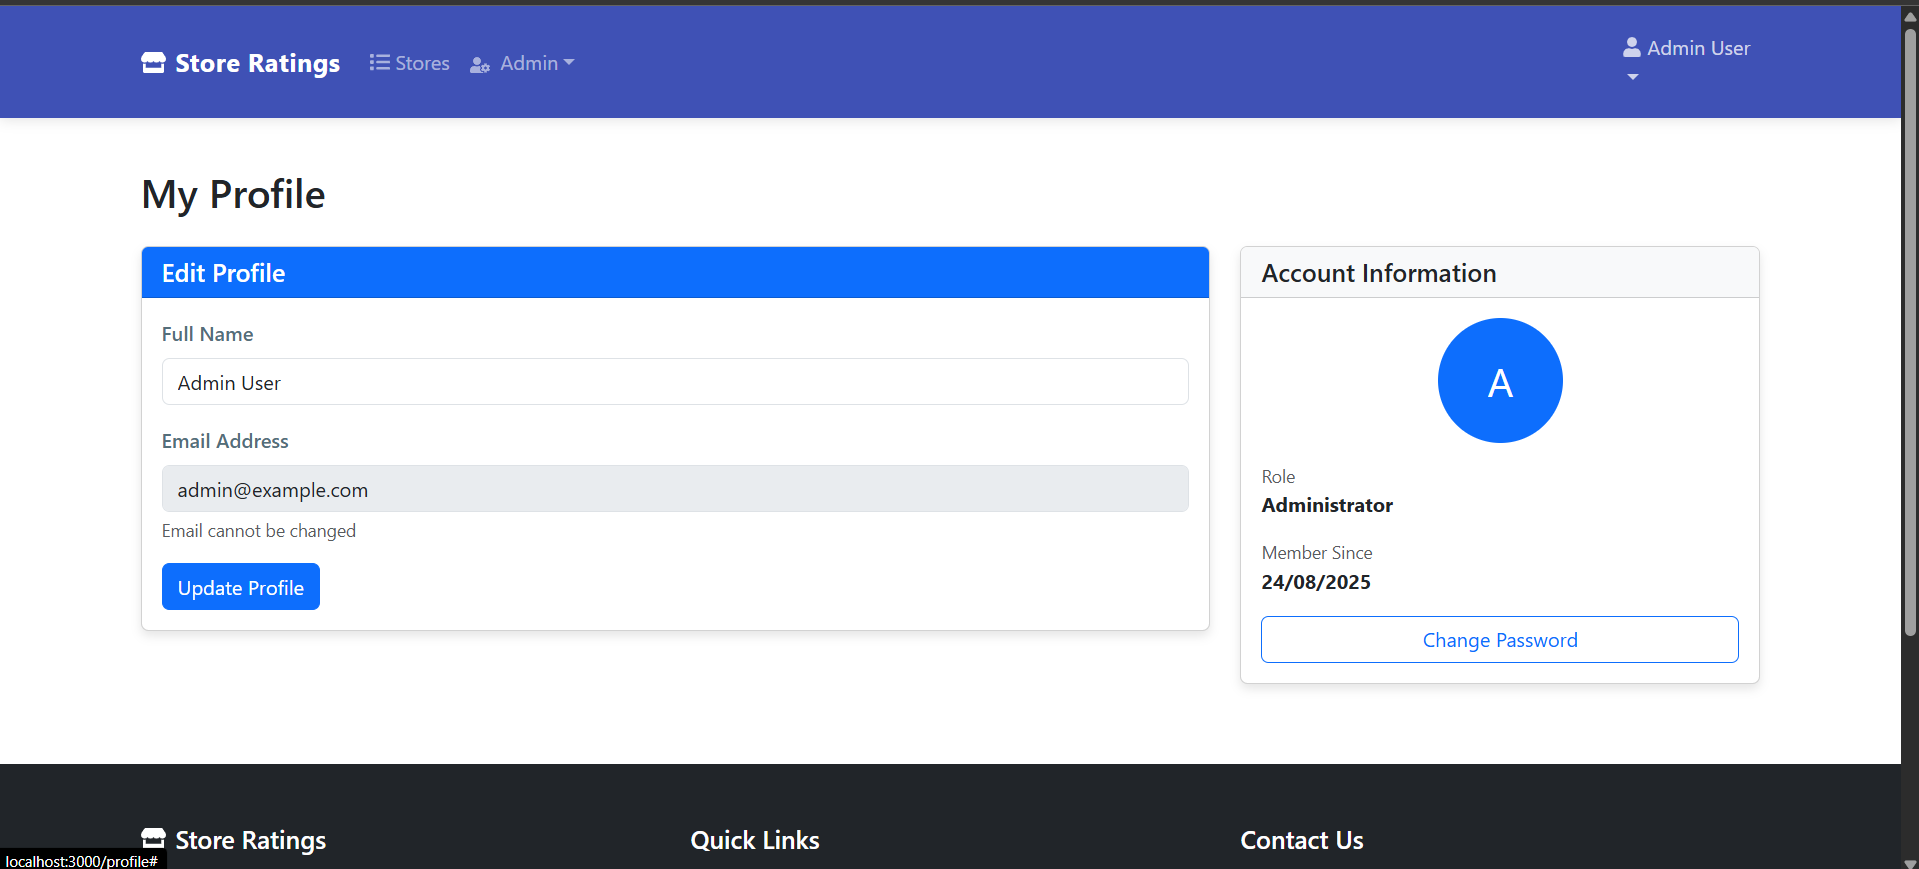 Store Ratings
Stores
Admin
Admin User
My Profile
Edit Profile
Full Name
Admin User
Email Address
admin@example.com
Email cannot be changed
Update Profile
Account Information
A
Role
Administrator
Member Since
24/08/2025
Change Password
Store Ratings
Quick Links
Contact Us
localhost:3000/profile#